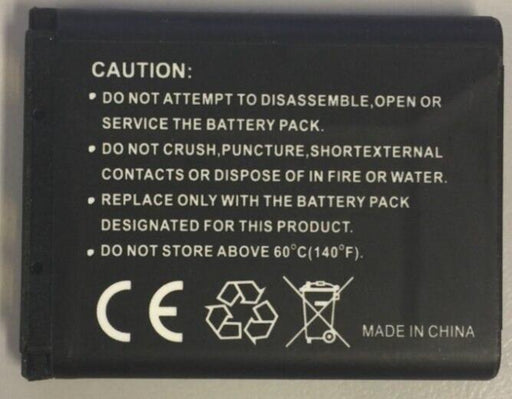 CAUTION:
• DO NOT ATTEMPT TO DISASSEMBLE,OPEN OR
SERVICE THE BATTERY PACK.
• DO NOT CRUSH,PUNCTURE,SHORTEXTERNAL
CONTACTS OR DISPOSE OF IN FIRE OR WATER.
• REPLACE ONLY WITH THE BATTERY PACK
DESIGNATED FOR THIS PRODUCT.
• DO NOT STORE ABOVE 60°C(140°F).
CE
MADE IN CHINA